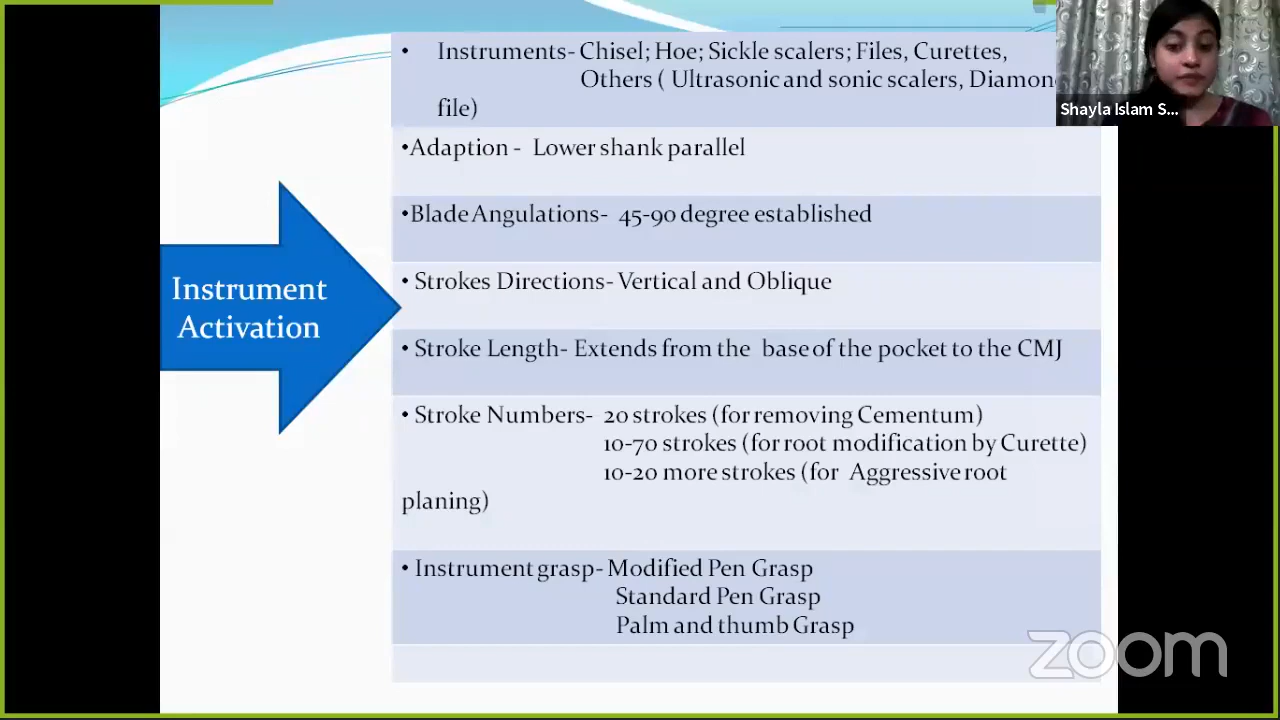 • Instruments- Chisel; Hoe; Sickle scalers; Files, Curettes,
Others ( Ultrasonic and sonic scalers, Diamon
file)
Shayla Islam S...
•Adaption - Lower shank parallel
•Blade Angulations- 45-90 degree established
• Strokes Directions- Vertical and Oblique
Instrument
Activation
• Stroke Length- Extends from the base of the pocket to the CMJ
• Stroke Numbers- 20 strokes (for removing Cementum)
10-70 strokes (for root modification by Curette)
10-20 more strokes (for Aggressive root
planing)
• Instrument grasp- Modified Pen Grasp
Standard Pen Grasp
Palm and thumb Grasp
zoom